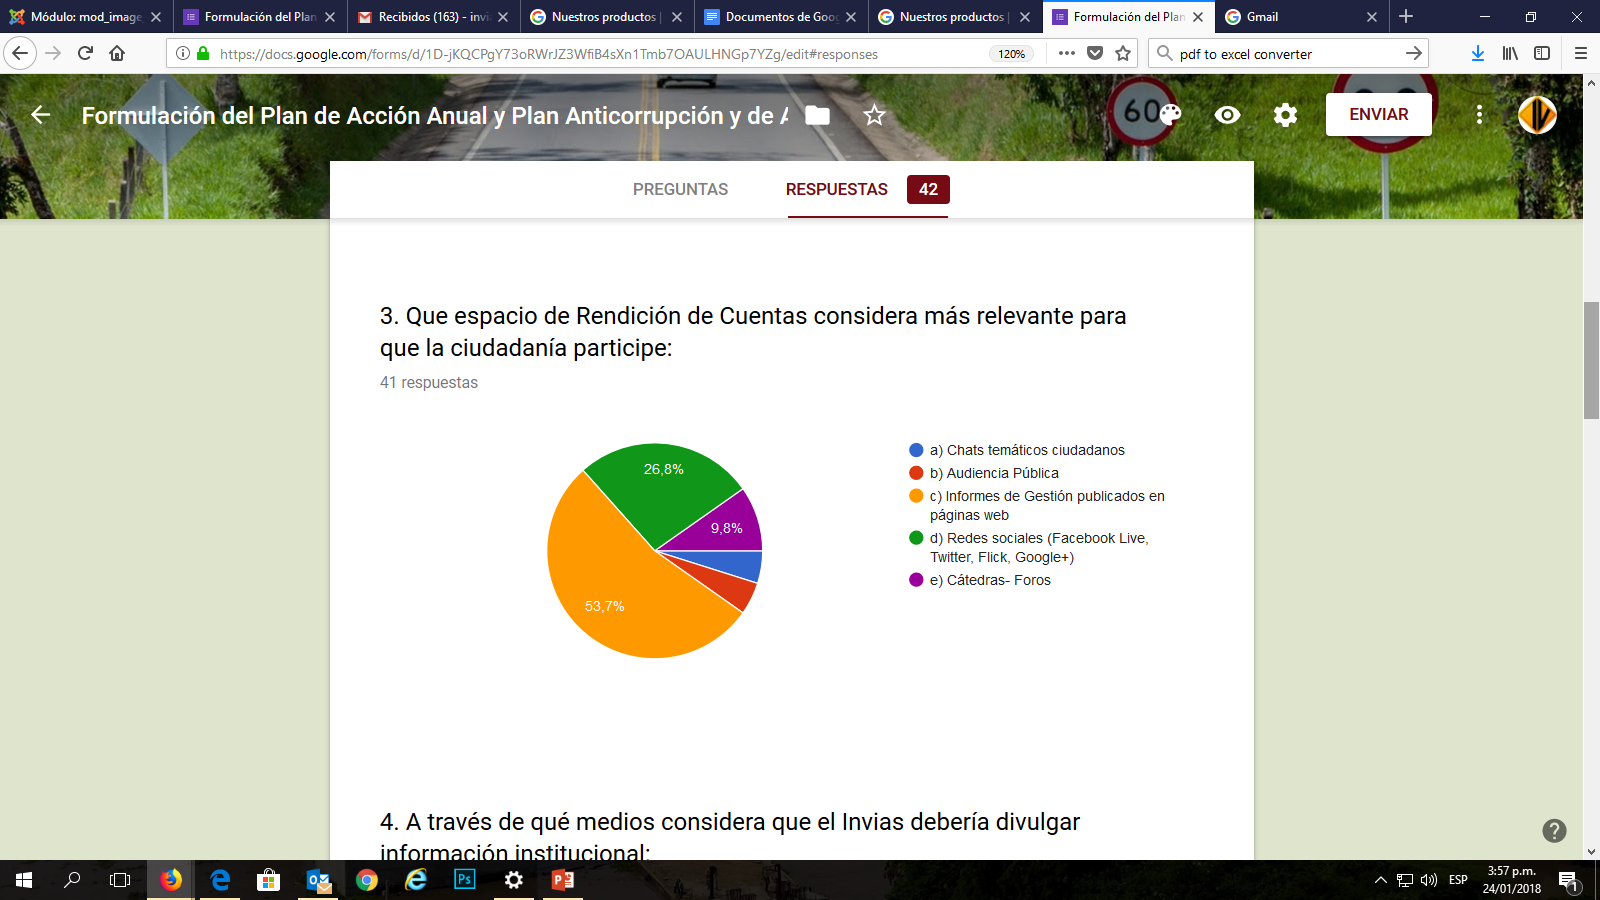 Módulo: mod_image
Formulación del Plan
Recibidos (163) - invi
Nuestros productos |
Documentos de Goo
Nuestros productos |
Formulación del Plan
Gmail
https://docs.google.com/forms/d/1D-jKQCPgY73oRWrJZ3WfiB4sXn1Tmb7OAULHNGp7YZg/edit#responses
120%
pdf to excel converter
Formulación del Plan de Acción Anual y Plan Anticorrupción y de A
60
ENVIAR
PREGUNTAS
RESPUESTAS 42
3. Que espacio de Rendición de Cuentas considera más relevante para
que la ciudadanía participe:
41 respuestas
26,8%
9,8%
53,7%
a) Chats temáticos ciudadanos
b) Audiencia Pública
c) Informes de Gestión publicados en
páginas web
d) Redes sociales (Facebook Live,
Twitter, Flick, Google+)
e) Cátedras- Foros
4. A través de qué medios considera que el Invias debería divulgar
información institucional:
Ps
ESP
3:57 p.m.
24/01/2018
1